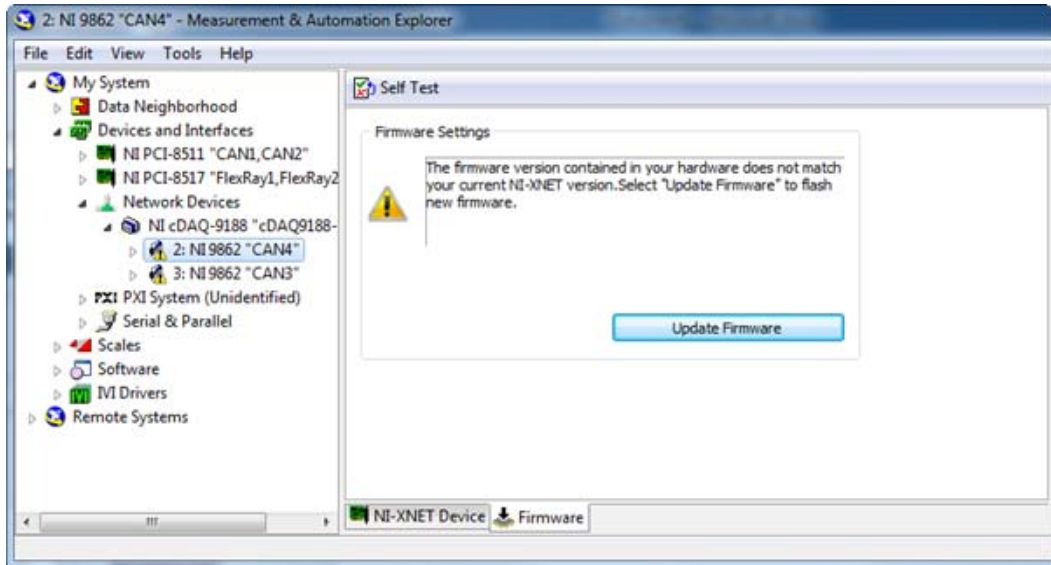 2: NI 9862 "CAN4" - Measurement & Automation Explorer
File Edit View Tools Help
My System
Data Neighborhood
Devices and Interfaces
NI PCI-8511 "CAN1,CAN2"
NI PCI-8517 "FlexRay1,FlexRay2
Network Devices
NI cDAQ-9188 "cDAQ9188-
2: NI 9862 "CAN4"
3: NI 9862 "CAN3"
PXI PXI System (Unidentified)
Serial & Parallel
Scales
Software
IVI Drivers
Remote Systems
Self Test
Firmware Settings
The firmware version contained in your hardware does not match
your current NI-XNET version.Select "Update Firmware" to flash
new firmware.
Update Firmware
NI-XNET Device Firmware